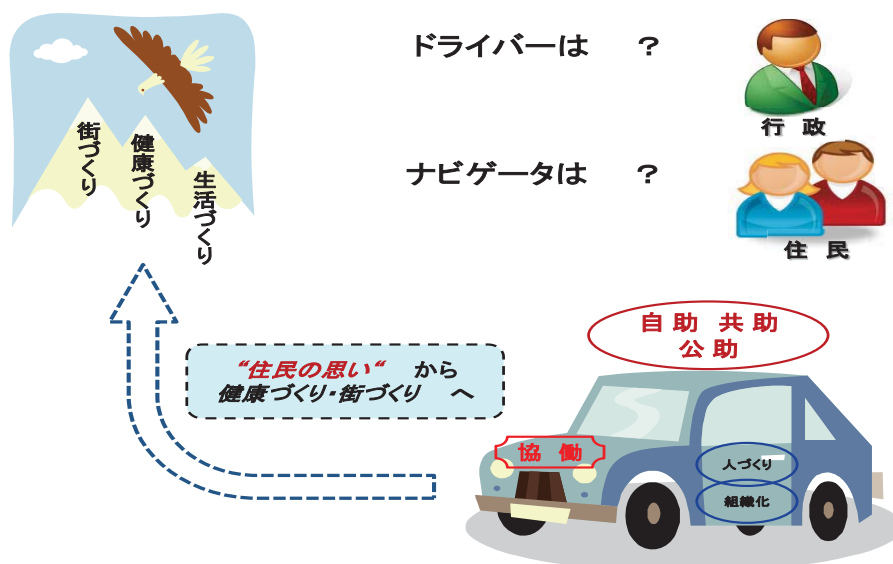 ドライバーは ?
行 政
ナビゲータは ?
住 民
街づくり
健康づくり
生活づくり
“住民の思い“ から
健康づくり・街づくり へ
自 助 共 助
公 助
協 働
人づくり
組織化